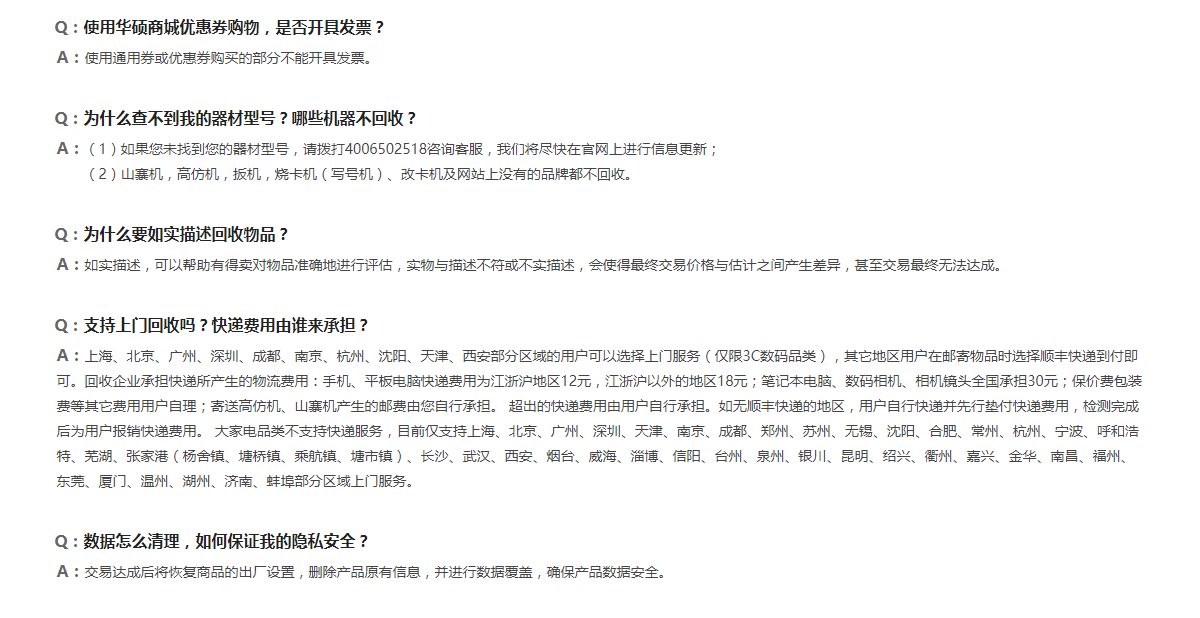 Q：使用华硕商诚优惠券购物，是否开具发票？
A：使用通用券或优惠券购买的部分不能开具发票。
Q：为什么查不到我的器材型号？哪些机器不回收？
A：（1）如果您未找到您的器材型号，请拨打4006502518咨询客服，我们将尽快在官网上进行信息更新；
（2）山寨机，高仿机，扳机，烧卡机（写号机）、改卡机及网站上没有的品牌都不回收。
Q：为什么要如实描述回收物品？
A：如实描述，可以帮助有得卖对物品准确地进行评估，实物与描述不符或不实描述，会使得最终交易价格与估计之间产生差异，甚至交易最终无法达成。
Q：支持上门回收吗？快递费用由谁来承担？
A：上海、北京、广州、深圳、成都、南京、杭州、沈阳、天津、西安部分区域的用户可以选择上门服务（仅限3C数码品类），其它地区用户在邮寄物品时选择顺丰快递到付即
可。回收企业承担快递所产生的物流费用：手机、平板电脑快递费用为江浙沪地区12元，江浙沪以外的地区18元；笔记本电脑、数码相机、相机镜头全国承担30元；保价费包装
费等其它费用用户自理；寄送高仿机、山寨机产生的邮费由您自行承担。 超出的快递费用由用户自行承担。如无顺丰快递的地区，用户自行快递并先行垫付快递费用，检测完成
后为用户报销快递费用。 大家电品类不支持快递服务，目前仅支持上海、北京、广州、深圳、天津、南京、成都、郑州、苏州、无锡、沈阳、合肥、常州、杭州、宁波、呼和浩
特、芜湖、张家港（杨舍镇、塘桥镇、乘航镇、塘市镇）、长沙、武汉、西安、烟台、威海、淄博、信阳、台州、泉州、银川、昆明、绍兴、衢州、嘉兴、金华、南昌、福州、
东莞、厦门、温州、湖州、济南、蚌埠部分区域上门服务。
Q：数据怎么清理，如何保证我的隐私安全？
A：交易达成后将恢复商品的出厂设置，删除产品原有信息，并进行数据覆盖，确保产品数据安全。